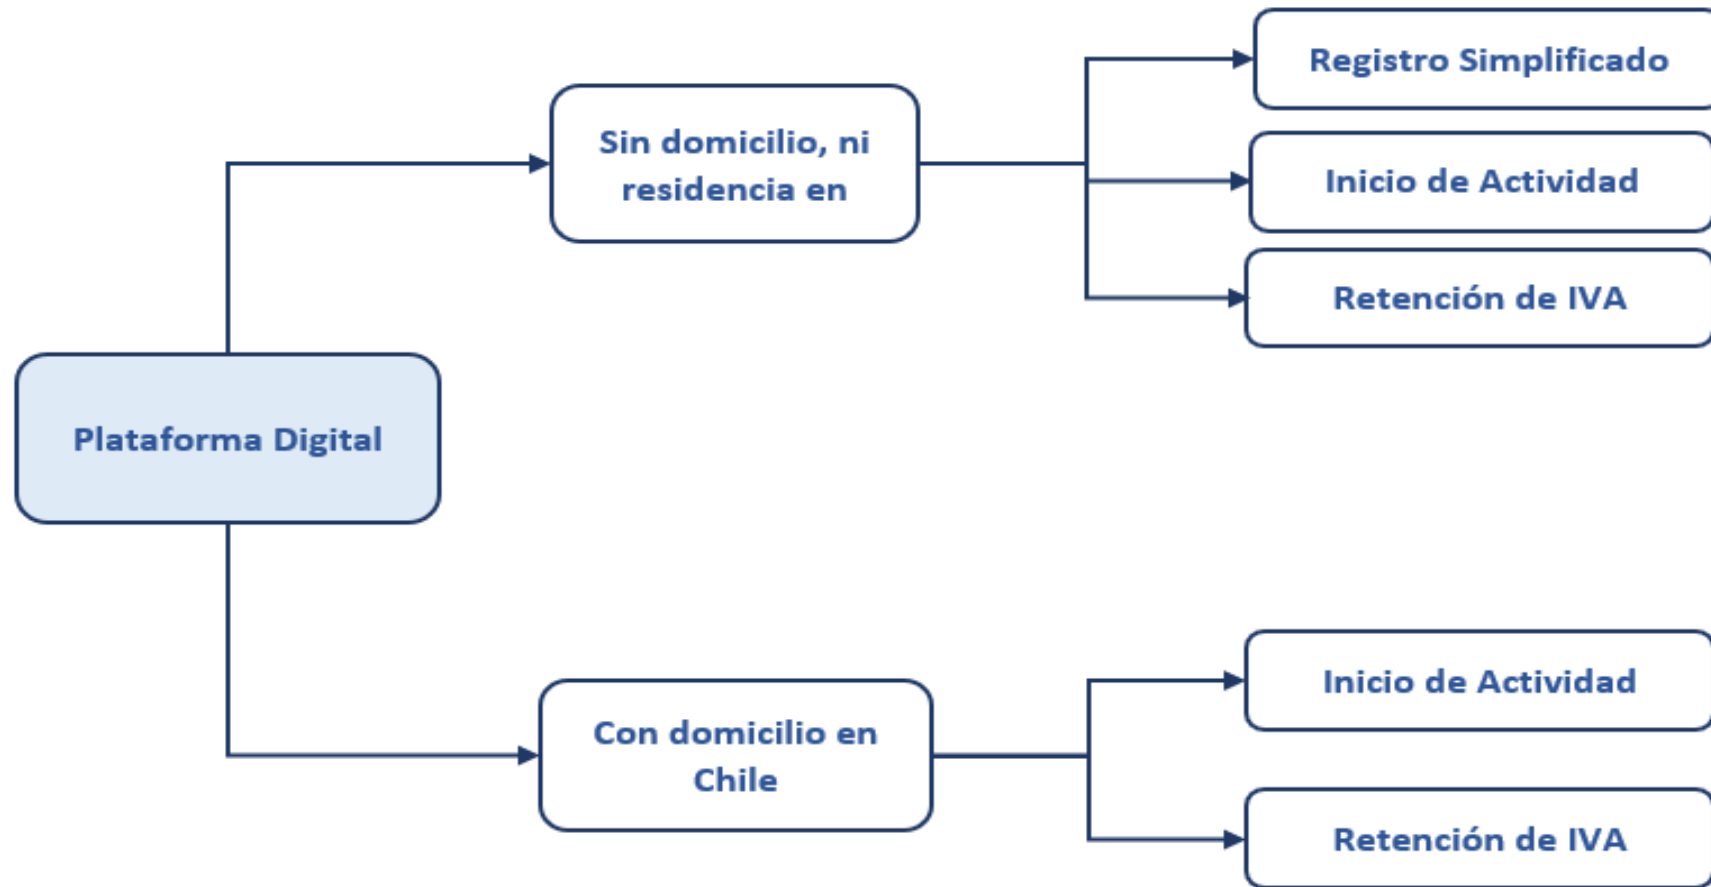 Registro Simplificado
Sin domicilio, ni
residencia en
Inicio de Actividad
Retención de IVA
Plataforma Digital
Inicio de Actividad
Con domicilio en
Chile
Retención de IVA